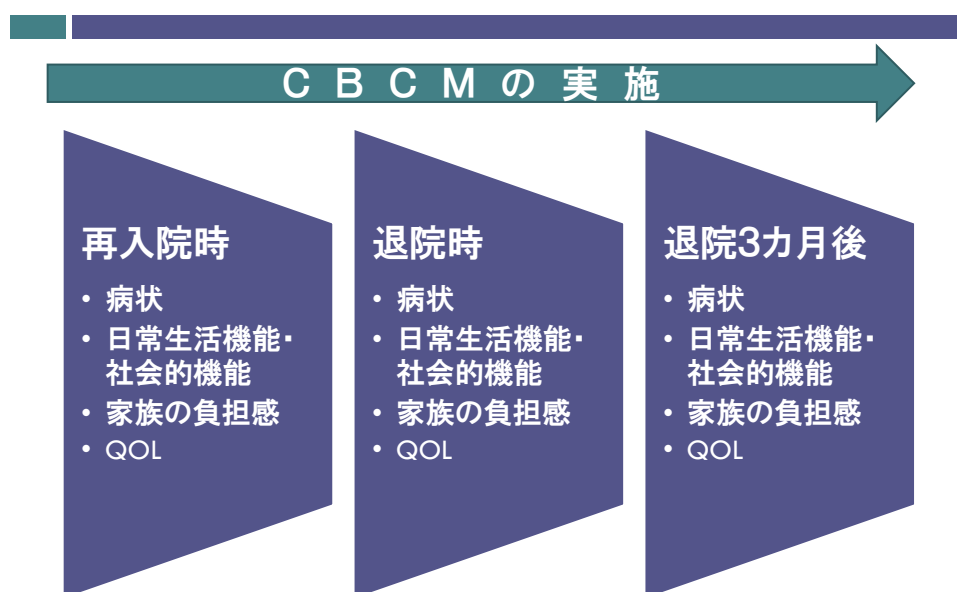 CBCMの実施
再入院時
• 病状
• 日常生活機能・
社会的機能
• 家族の負担感
• QOL
退院時
• 病状
• 日常生活機能・
社会的機能
• 家族の負担感
• QOL
退院3カ月後
• 病状
• 日常生活機能・
社会的機能
• 家族の負担感
• QOL